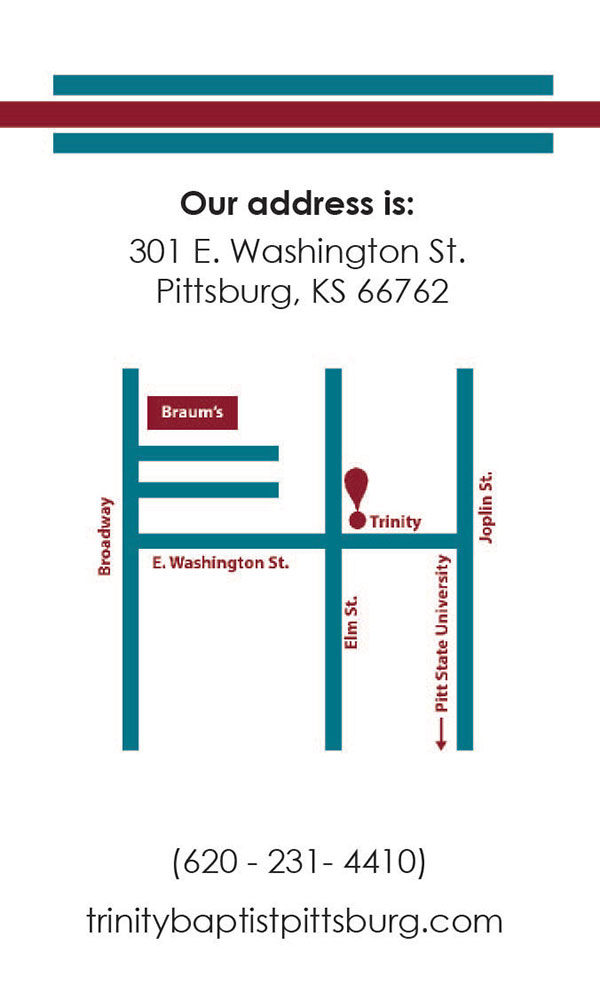 Our address is:
301 E. Washington St.
Pittsburg, KS 66762
Braum's
Broadway
Trinity
Joplin St.
E. Washington St.
Elm St.
Pitt State University
(620 - 231- 4410)
trinitybaptistpittsburg.com